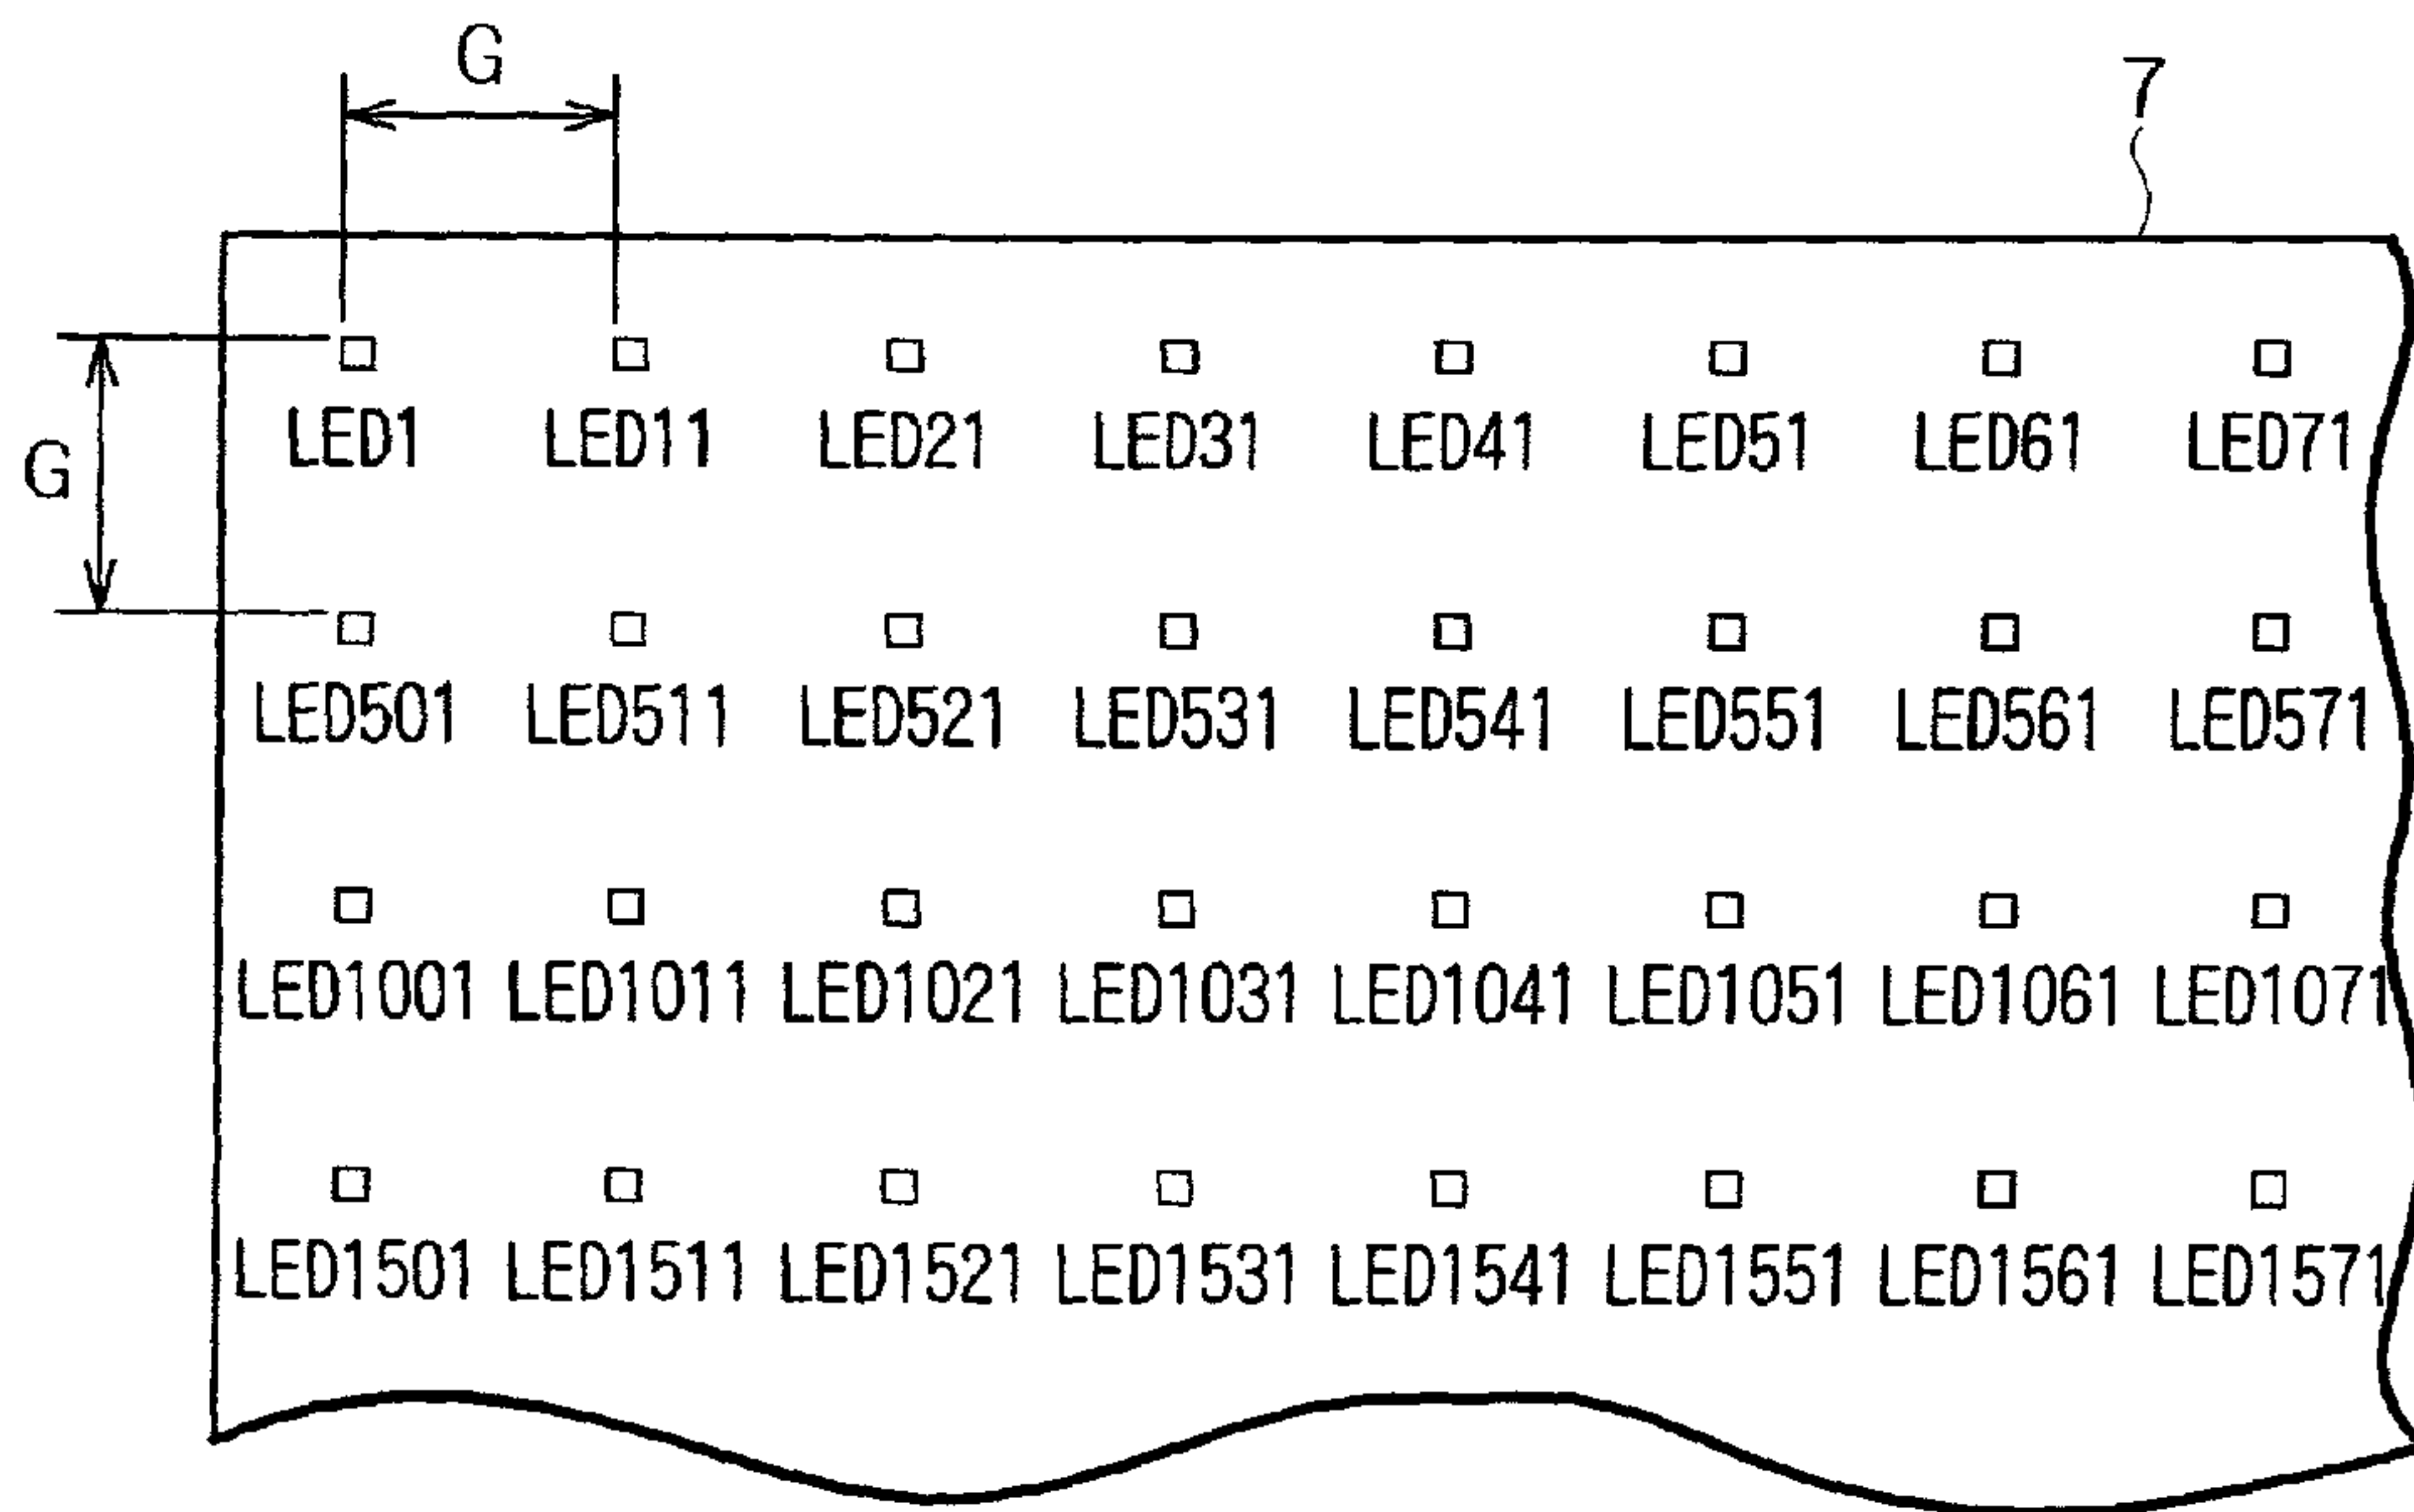 G
7
LED1 LED11 LED21 LED31 LED41 LED51 LED61 LED71
G
LED501 LED511 LED521 LED531 LED541 LED551 LED561 LED571
LED1001 LED1011 LED1021 LED1031 LED1041 LED1051 LED1061 LED1071
LED1501 LED1511 LED1521 LED1531 LED1541 LED1551 LED1561 LED1571